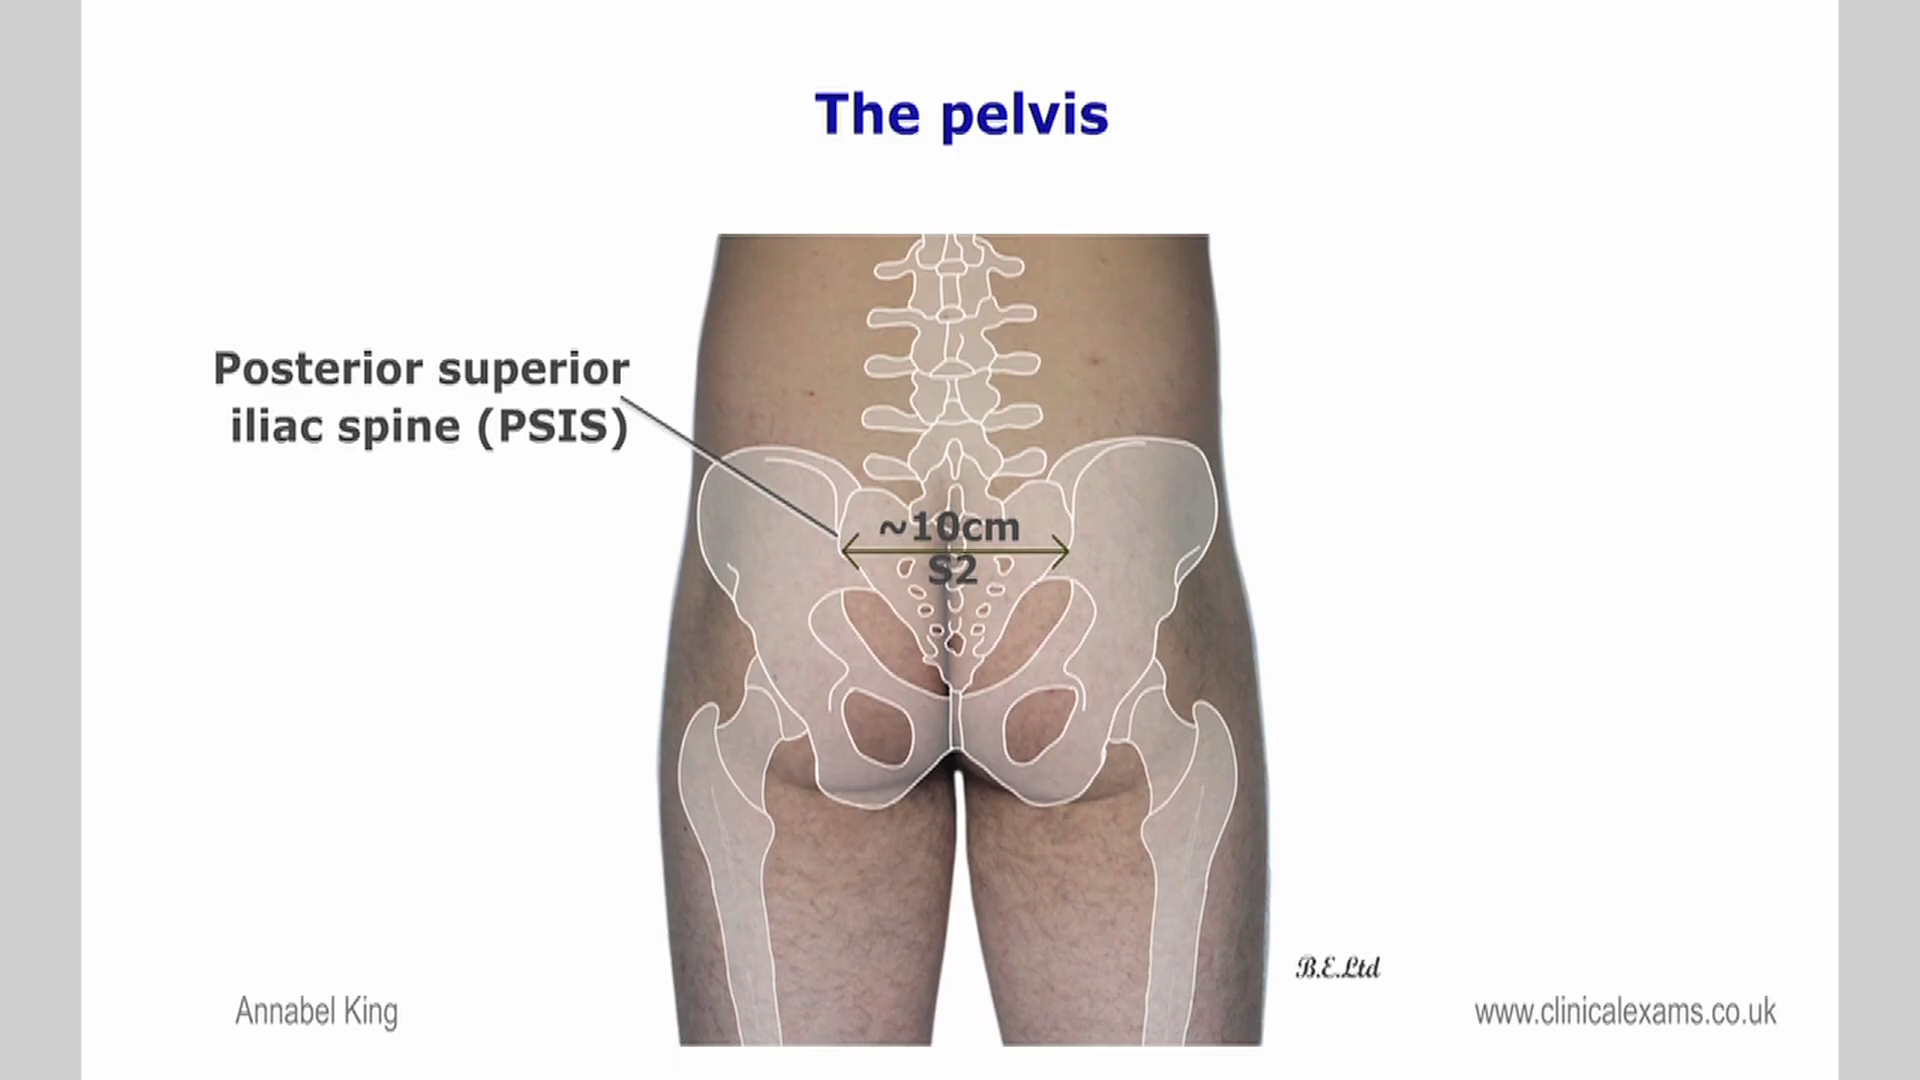 The pelvis
Posterior superior
iliac spine (PSIS)
~10cm
S2
B.E.Ltd
Annabel King
www.clinicalexams.co.uk